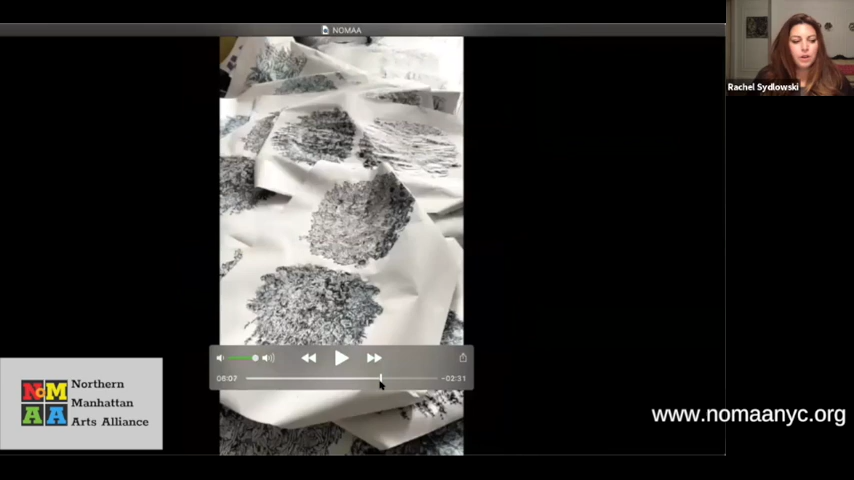 NOMAA
Rachel Sydlowski
06:07
-02:31
NoM
AA
Northern
Manhattan
Arts Alliance
www.nomaanyc.org